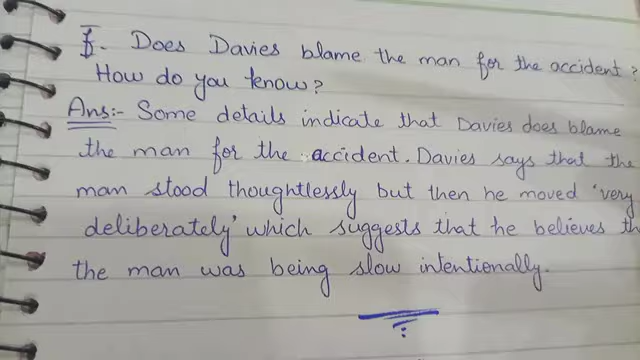 f. Does Davies blame the man for the accident?
How do you know?
Ans:- Some details indicate that Davies does blame
the man for the accident. Davies says that the
man stood thoughtlessly but then he moved 'very
deliberately' which suggests that he believes th
the man was being slow intentionally.